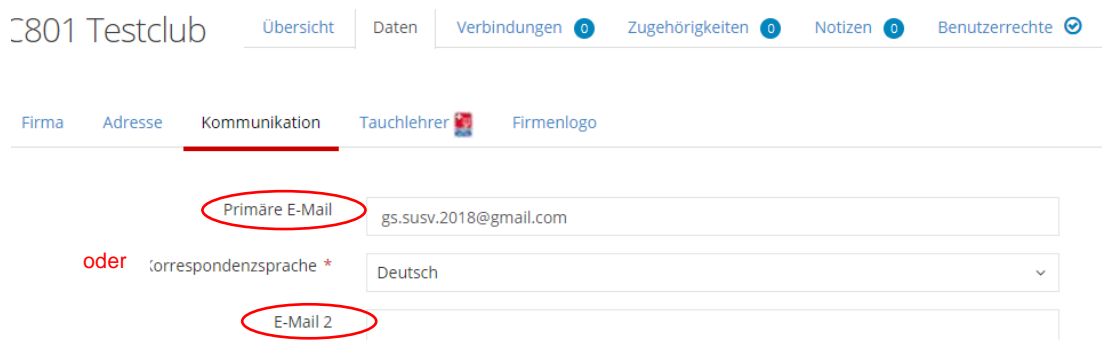 C801 Testclub Übersicht Daten Verbindungen 0 Zugehörigkeiten 0 Notizen 0 Benutzerrechte
Firma Adresse Kommunikation Tauchlehrer Firmenlogo
Primäre E-Mail gs.susv.2018@gmail.com
oder Korrespondenzsprache * Deutsch
E-Mail 2